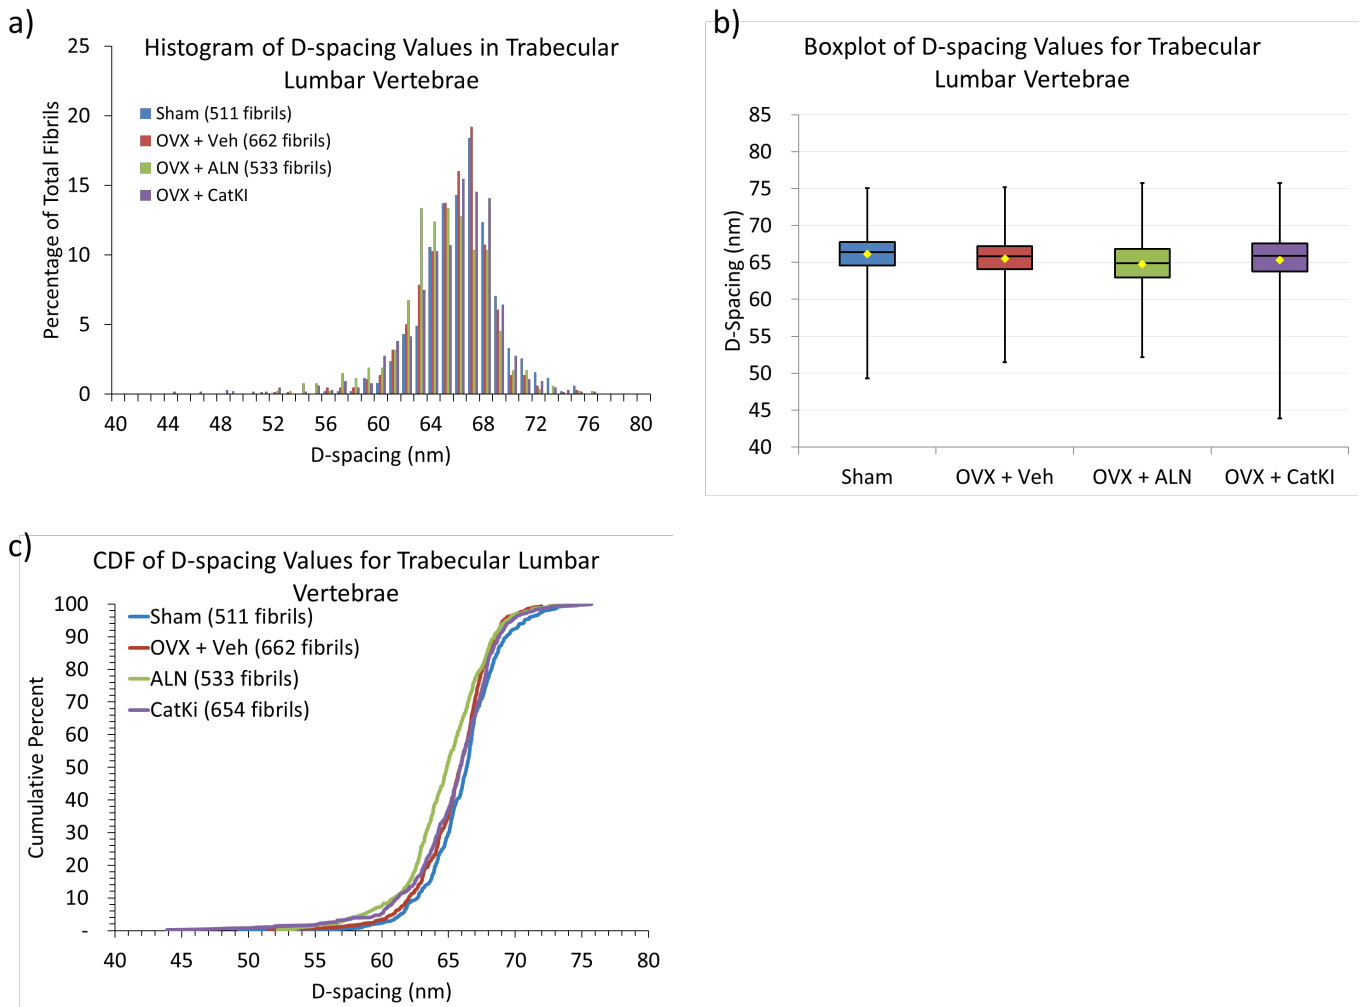 a)
Histogram of D-spacing Values in Trabecular
Lumbar Vertebrae
Percentage of Total Fibrils
25
20
15
10
5
0
Sham (511 fibrils)
OVX + Veh (662 fibrils)
OVX + ALN (533 fibrils)
OVX + CatKI
40 44 48 52 56 60 64 68 72 76 80
D-spacing (nm)
b)
Boxplot of D-spacing Values for Trabecular
Lumbar Vertebrae
D-Spacing (nm)
85
80
75
70
65
60
55
50
45
40
Sham OVX + Veh OVX + ALN OVX + CatKI
c)
CDF of D-spacing Values for Trabecular Lumbar
Vertebrae
Cumulative Percent
100
90
80
70
60
50
40
30
20
10
-
Sham (511 fibrils)
OVX + Veh (662 fibrils)
ALN (533 fibrils)
CatKi (654 fibrils)
40 45 50 55 60 65 70 75 80
D-spacing (nm)